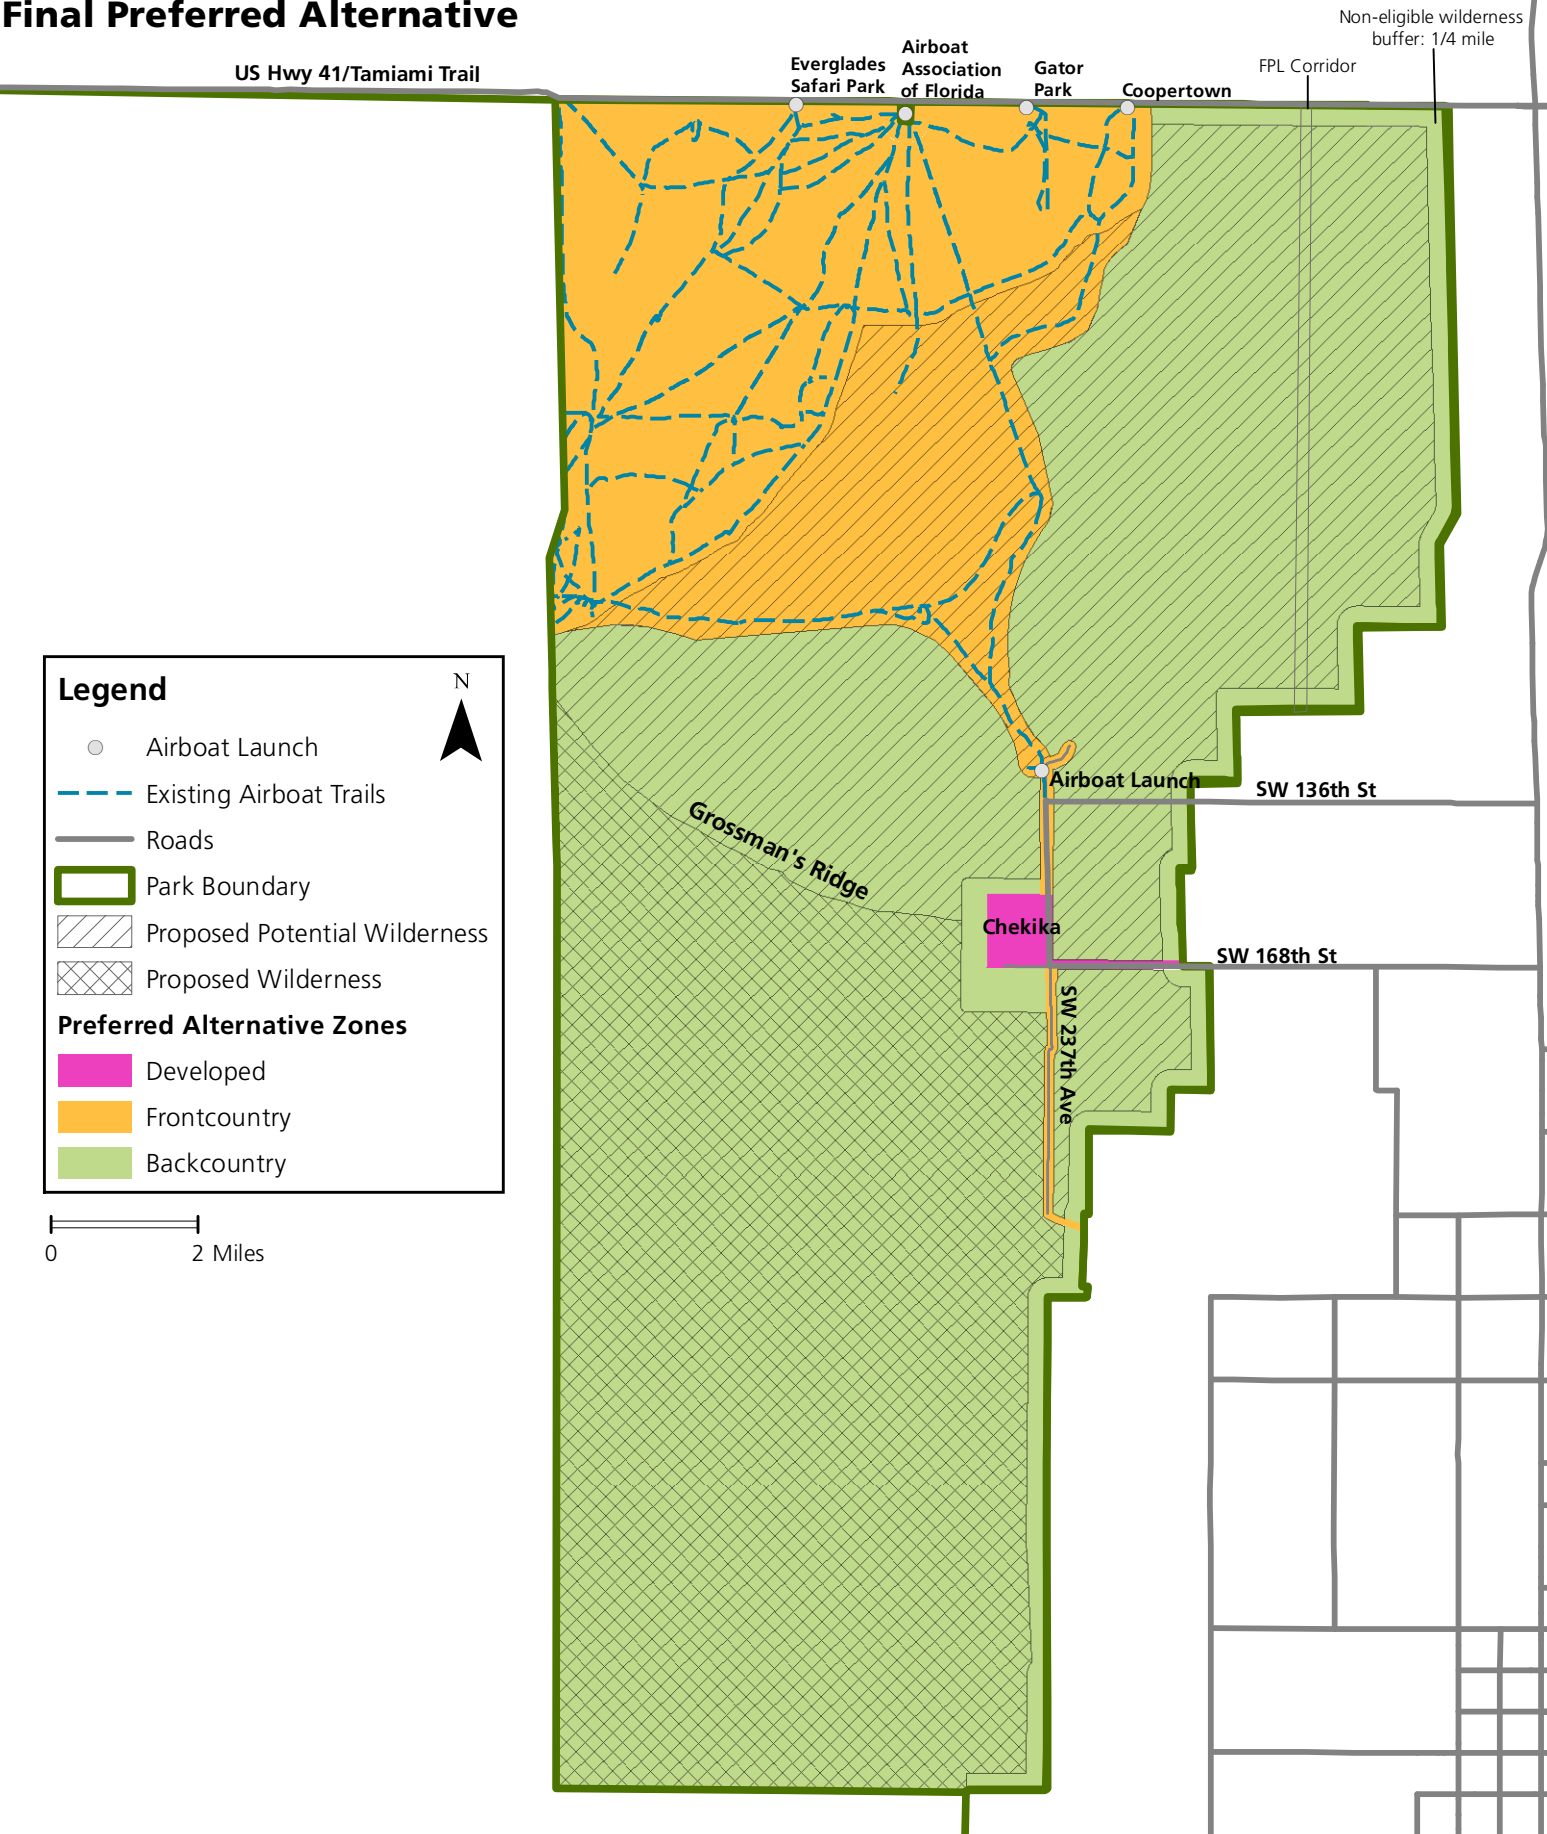 Final Preferred Alternative
Non-eligible wilderness
buffer: 1/4 mile
US Hwy 41/Tamiami Trail
Everglades
Safari Park
Airboat
Association
of Florida
Gator
Park
Coopertown
FPL Corridor
Legend
N
Airboat Launch
Existing Airboat Trails
Roads
Park Boundary
Proposed Potential Wilderness
Proposed Wilderness
Preferred Alternative Zones
Developed
Frontcountry
Backcountry
0
2 Miles
Airboat Launch
SW 136th St
Grossman's Ridge
Chekika
SW 168th St
SW 237th Ave